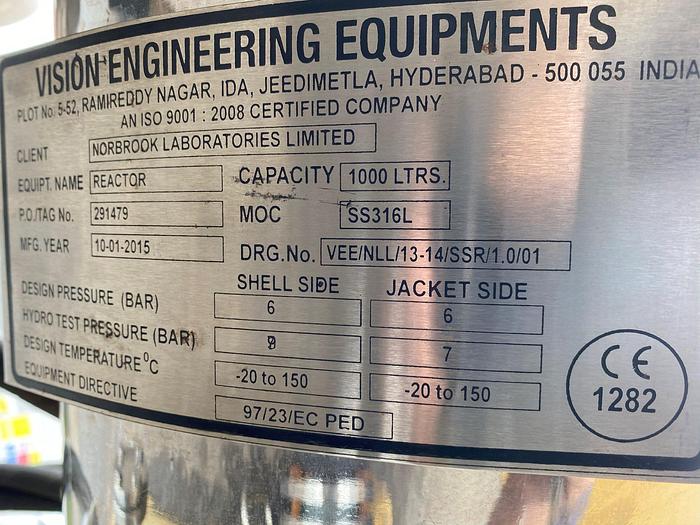 VISION ENGINEERING EQUIPMENTS
PLOT No. 5-52, RAMIREDDY NAGAR, IDA, JEEDIMETLA, HYDERABAD - 500 055 INDIA
AN ISO 9001 : 2008 CERTIFIED COMPANY
CLIENT NORBROOK LABORATORIES LIMITED
EQUIPT. NAME REACTOR CAPACITY 1000 LTRS.
P.O./TAG No. 291479 MOC SS316L
MFG. YEAR 10-01-2015 DRG.No. VEE/NLL/13-14/SSR/1.0/01
SHELL SIDE JACKET SIDE
DESIGN PRESSURE (BAR) 6 6
HYDRO TEST PRESSURE (BAR) 7
DESIGN TEMPERATURE °C -20 to 150 -20 to 150
EQUIPMENT DIRECTIVE 97/23/EC PED
CE
1282